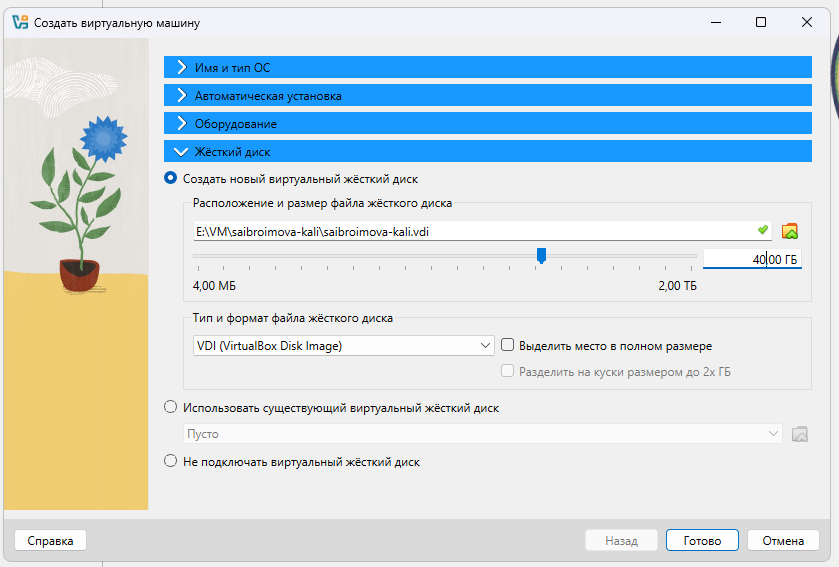 Создать виртуальную машину
Имя и тип ОС
Автоматическая установка
Оборудование
Жёсткий диск
Создать новый виртуальный жёсткий диск
Расположение и размер файла жёсткого диска
E:\VM\saibroimova-kali\saibroimova-kali.vdi
40,00 ГБ
4,00 МБ
2,00 ТБ
Тип и формат файла жёсткого диска
VDI (VirtualBox Disk Image)
Выделить место в полном размере
Разделить на куски размером до 2х ГБ
Использовать существующий виртуальный жёсткий диск
Пусто
Не подключать виртуальный жёсткий диск
Справка
Назад
Готово
Отмена